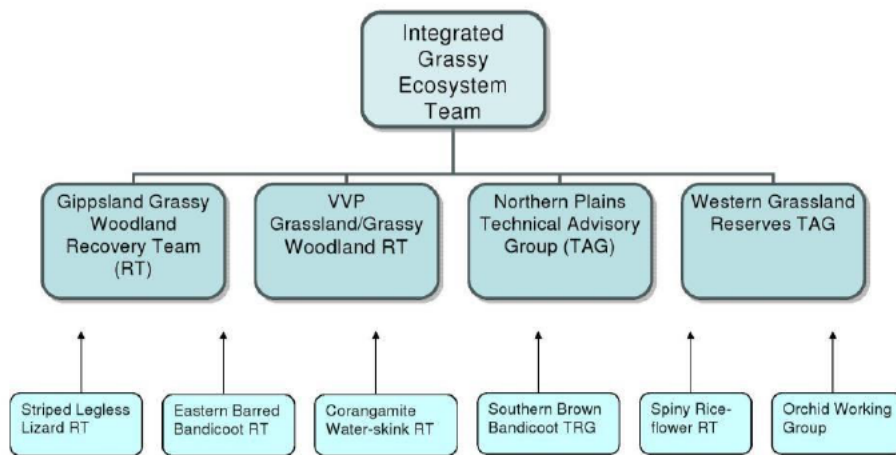 Integrated
Grassy
Ecosystem
Team
Gippsland Grassy
Woodland
Recovery Team
(RT)
VVP
Grassland/Grassy
Woodland RT
Northern Plains
Technical Advisory
Group (TAG)
Western Grassland
Reserves TAG
Striped Legless
Lizard RT
Eastern Barred
Bandicoot RT
Corangamite
Water-skink RT
Southern Brown
Bandicoot TRG
Spiny Rice-
flower RT
Orchid Working
Group